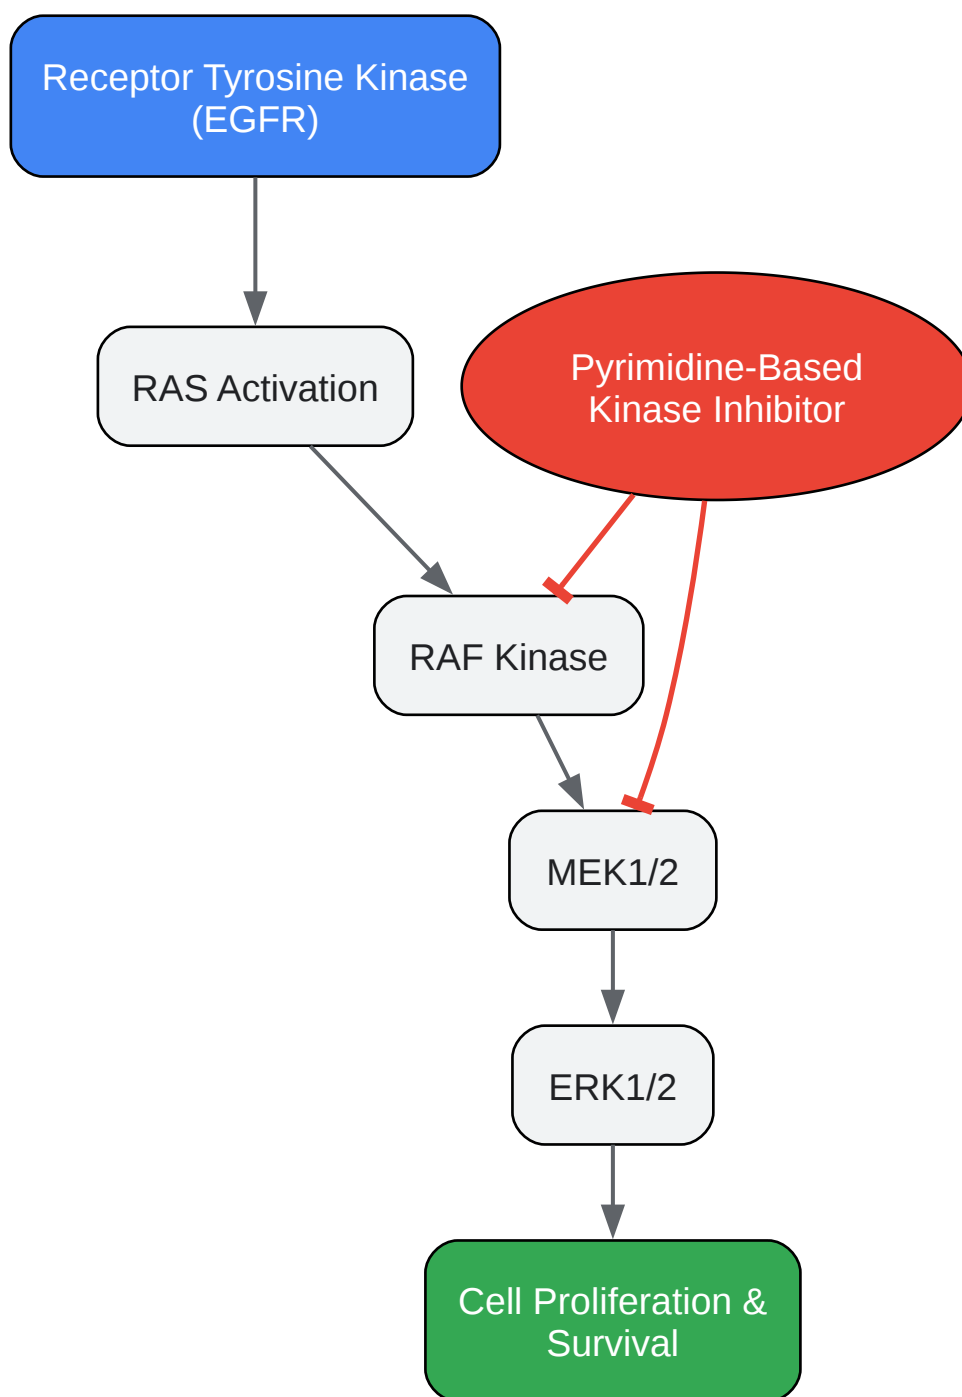 Receptor Tyrosine Kinase
(EGFR)
RAS Activation
Pyrimidine-Based
Kinase Inhibitor
RAF Kinase
MEK1/2
ERK1/2
Cell Proliferation &
Survival